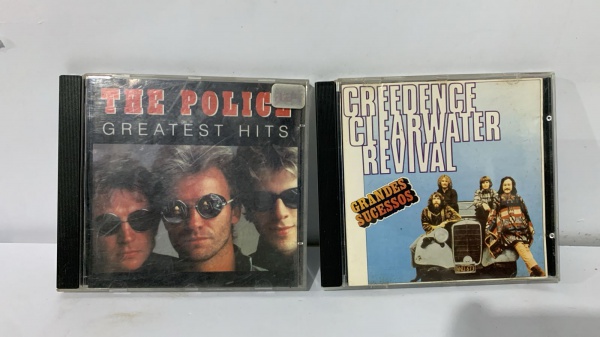 THE POLICE
GREATEST HITS
CREEDENCE
CLEARWATER
REVIVAL
GRANDES
SUCESSOS